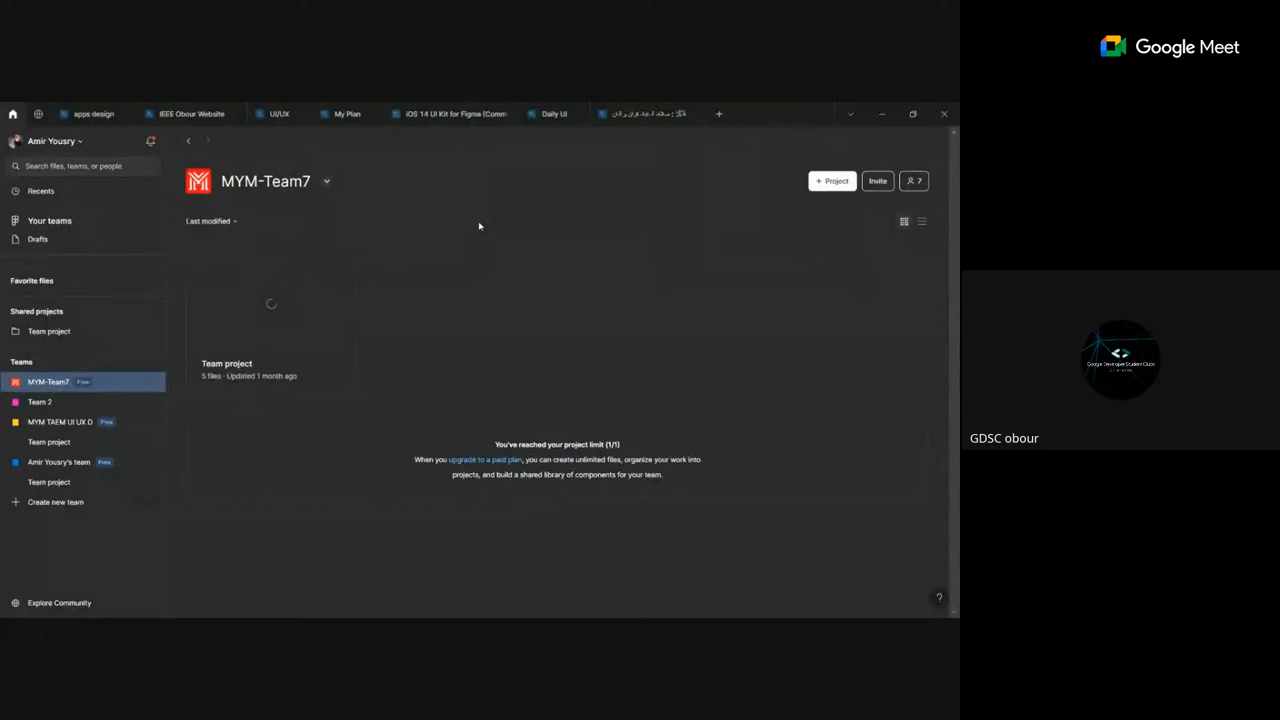 Google Meet
apps design
IEEE Obour Website
UI/UX
My Plan
iOS 14 UI Kit for Figma (Comm
Daily UI
Amir Yousry
Search files, teams, or people
MYM-Team7
+ Project
Invite
7
Recents
Your teams
Last modified
Drafts
Favorite files
Shared projects
Team project
Teams
Team project
5 files · Updated 1 month ago
MYM-Team7 Free
Team 2
MYM TAEM UI UX D Free
Team project
Amir Yousry's team Free
Team project
Create new team
You've reached your project limit (1/1)
When you upgrade to a paid plan, you can create unlimited files, organize your work into
projects, and build a shared library of components for your team.
Google Developer Student Clubs
GDSC obour
Explore Community
?